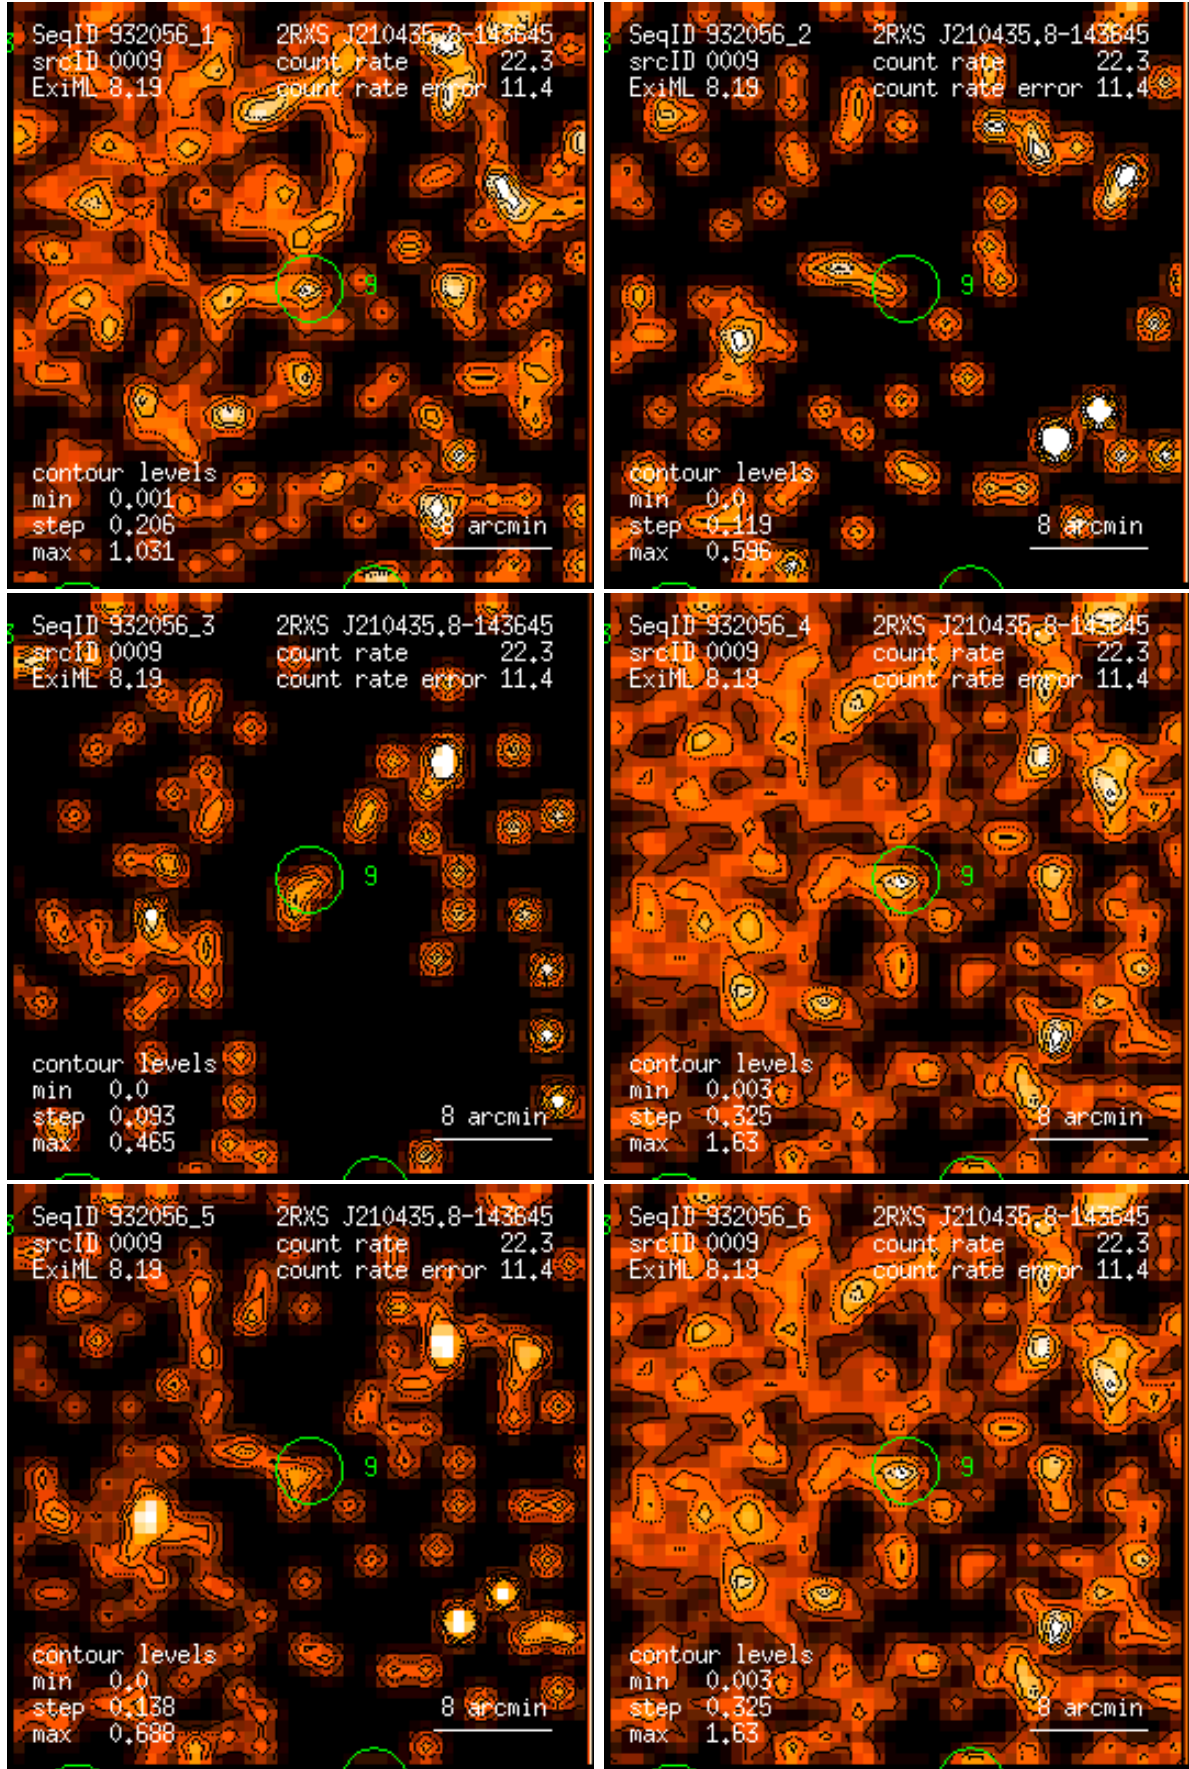 SeqID 932056_1 2RXS J210435.8-143645
srcID 0009 count rate 22.3
ExiML 8.19 count rate error 11.4
9
contour levels
min 0.001
step 0.206
max 1.031
8 arcmin
SeqID 932056_2 2RXS J210435.8-143645
srcID 0009 count rate 22.3
ExiML 8.19 count rate error 11.4
9
contour levels
min 0.0
step 0.119
max 0.596
8 arcmin
SeqID 932056_3 2RXS J210435.8-143645
srcID 0009 count rate 22.3
ExiML 8.19 count rate error 11.4
9
contour levels
min 0.0
step 0.093
max 0.465
8 arcmin
SeqID 932056_4 2RXS J210435.8-143645
srcID 0009 count rate 22.3
ExiML 8.19 count rate error 11.4
9
contour levels
min 0.003
step 0.325
max 1.63
8 arcmin
SeqID 932056_5 2RXS J210435.8-143645
srcID 0009 count rate 22.3
ExiML 8.19 count rate error 11.4
9
contour levels
min 0.0
step 0.138
max 0.688
8 arcmin
SeqID 932056_6 2RXS J210435.8-143645
srcID 0009 count rate 22.3
ExiML 8.19 count rate error 11.4
9
contour levels
min 0.003
step 0.325
max 1.63
8 arcmin